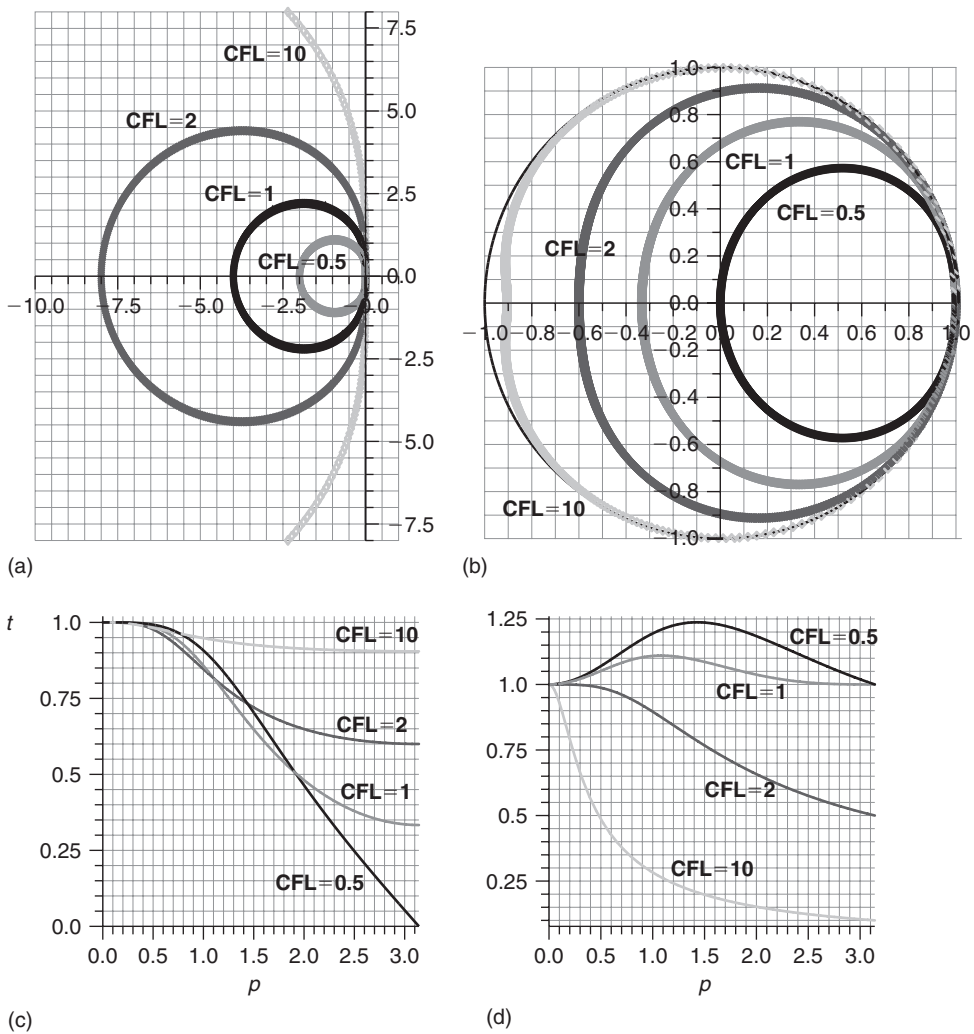 7.5
CFL=10
5.0
CFL=2
2.5
CFL=1
CFL=0.5
0.0
−10.0 −7.5 −5.0 −2.5 0.0
−2.5
−5.0
−7.5
(a)
1.0
0.8
0.6
CFL=1
0.4
CFL=0.5
0.2
CFL=2
0.0
−1.0 −0.8 −0.6 −0.4 −0.2 0.0 0.2 0.4 0.6 0.8 1.0
−0.2
−0.4
−0.6
−0.8
CFL=10
−1.0
(b)
t
1.0
CFL=10
0.75
CFL=2
0.5
CFL=1
0.25
CFL=0.5
0.0
0.0 0.5 1.0 1.5 2.0 2.5 3.0
p
(c)
1.25
CFL=0.5
1.0
CFL=1
0.75
CFL=2
0.5
CFL=10
0.25
0.0 0.5 1.0 1.5 2.0 2.5 3.0
p
(d)